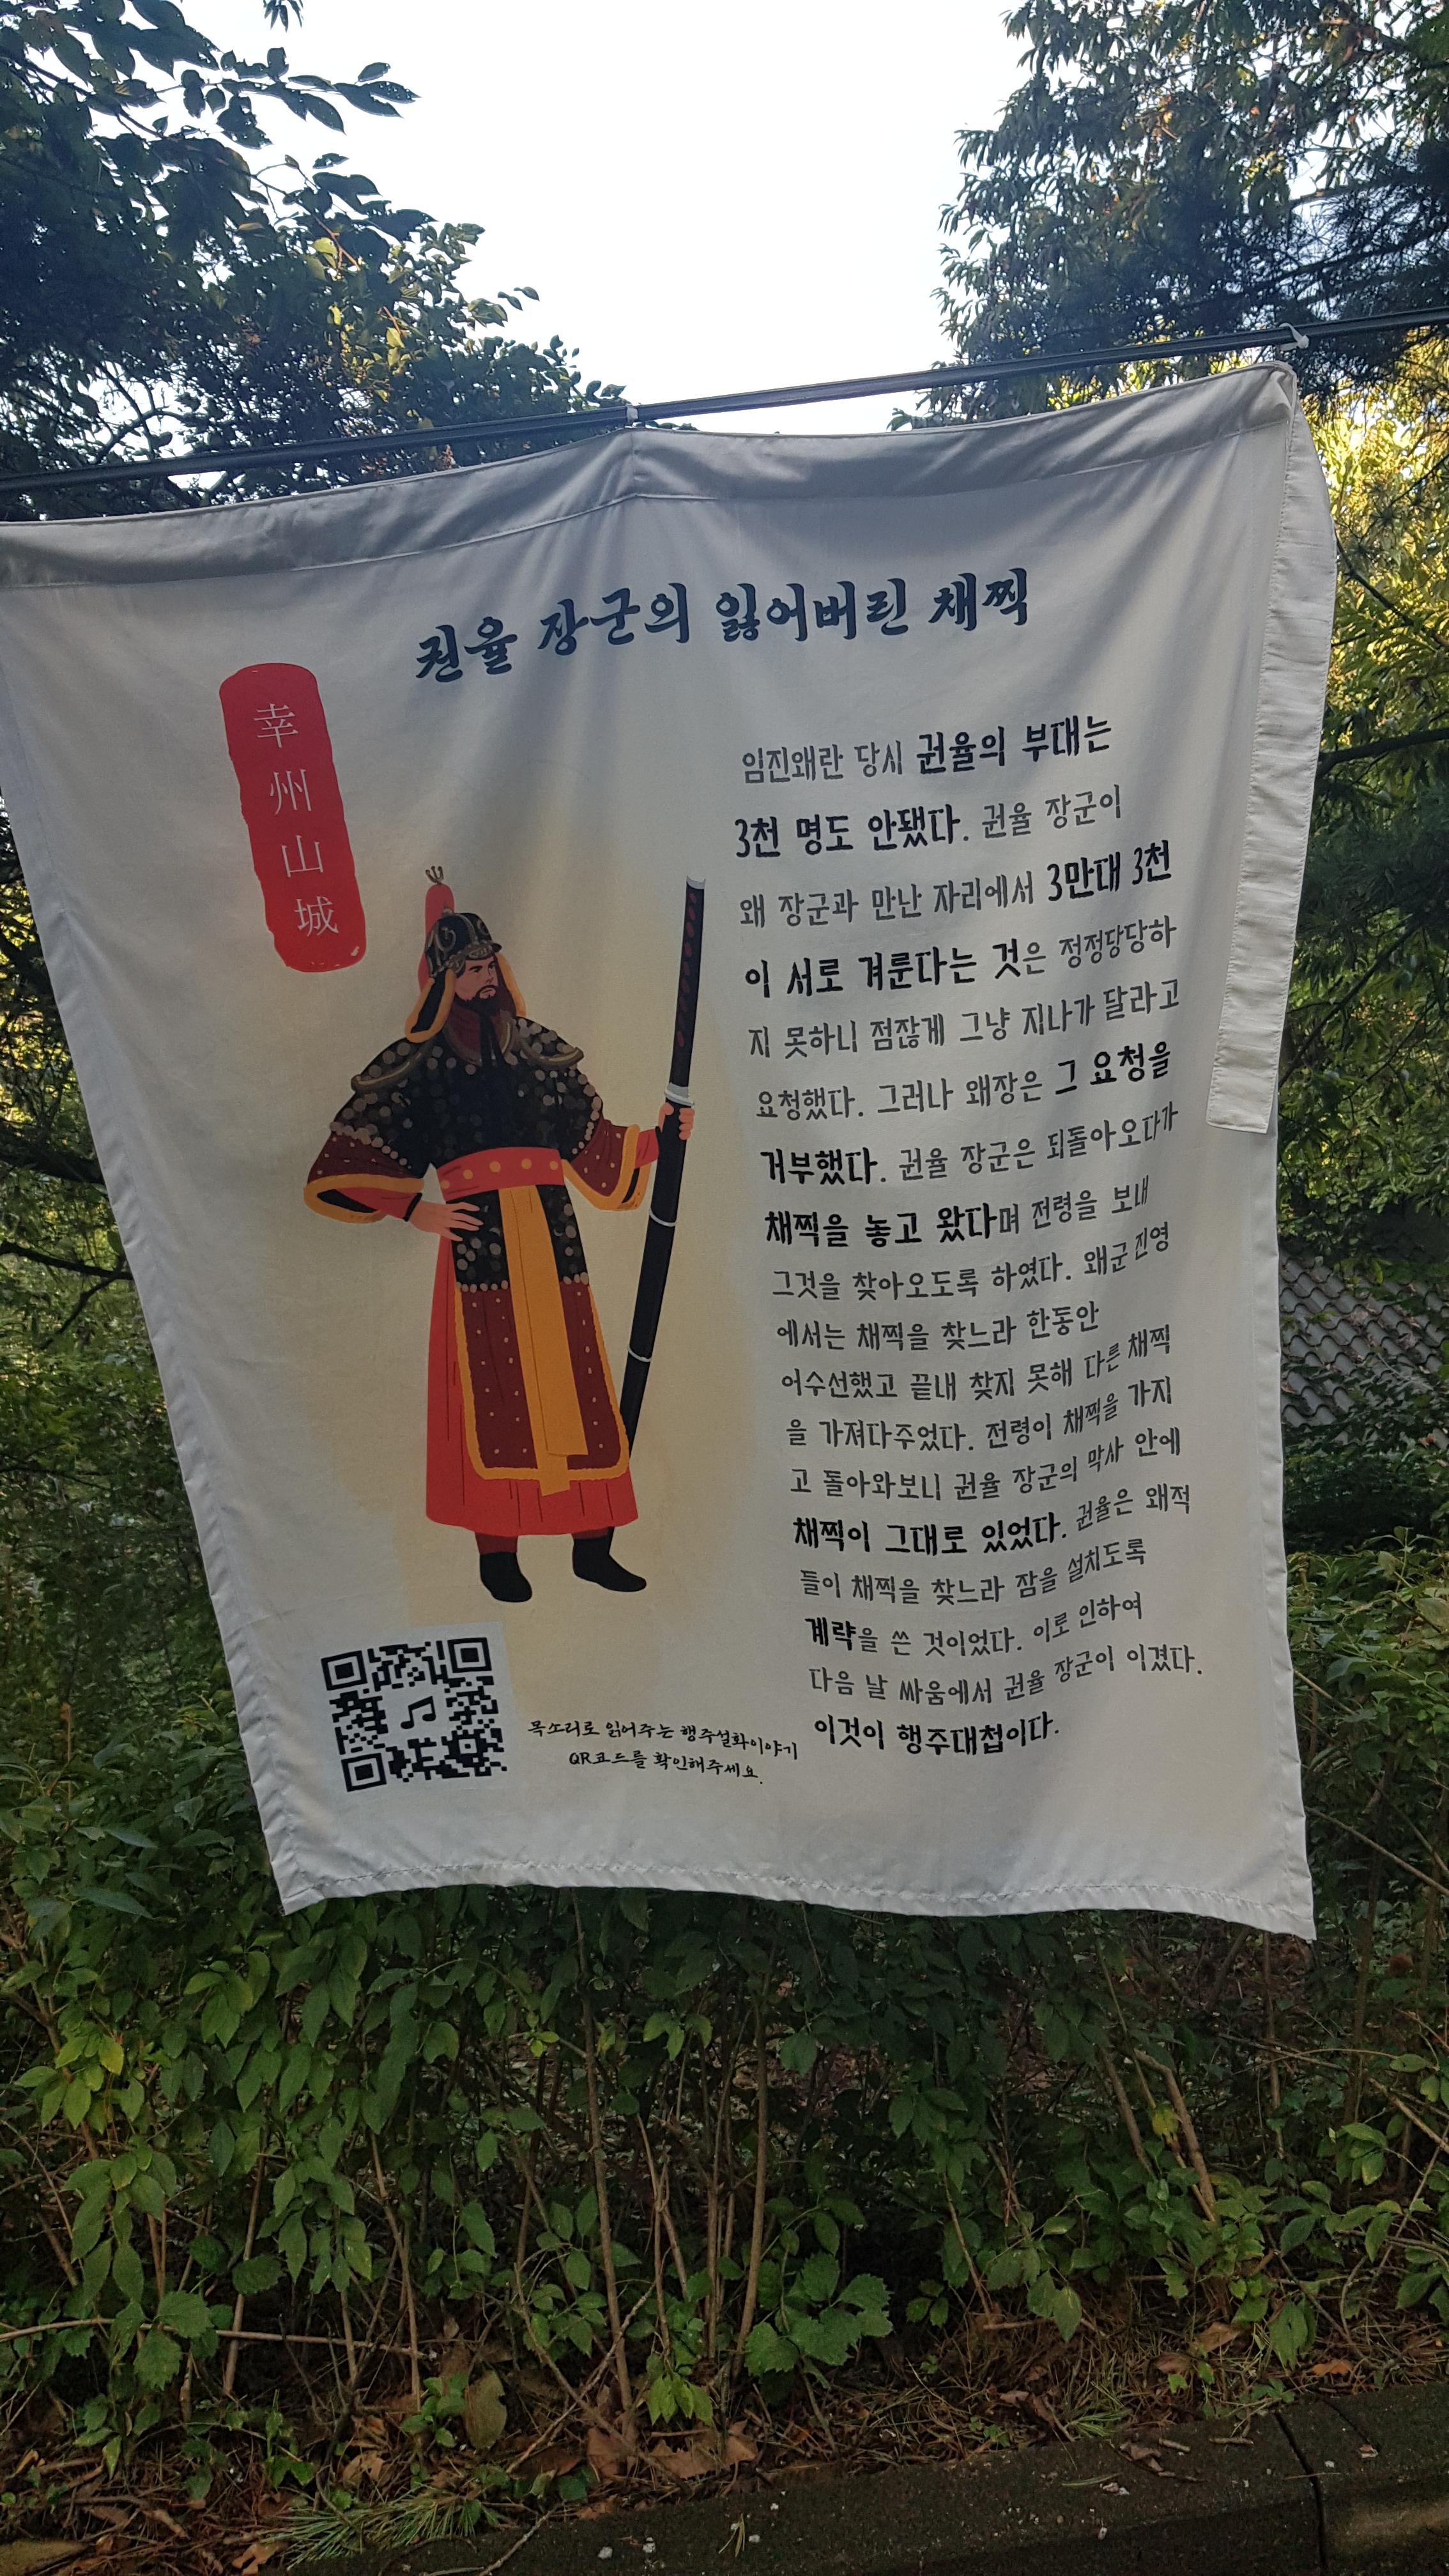 권율 장군의 잃어버린 채찍
幸
州
山
城
임진왜란 당시 권율의 부대는
3천 명도 안됐다. 권율 장군이
왜 장군과 만난 자리에서 3만대 3천
이 서로 겨룬다는 것은 정정당당하
지 못하니 점잖게 그냥 지나가 달라고
요청했다. 그러나 왜장은 그 요청을
거부했다. 권율 장군은 되돌아오다가
채찍을 놓고 왔다며 전령을 보내
그것을 찾아오도록 하였다. 왜군 진영
에서는 채찍을 찾느라 한동안
어수선했고 끝내 찾지 못해 다른 채찍
을 가져다주었다. 전령이 채찍을 가지
고 돌아와보니 권율 장군의 막사 안에
채찍이 그대로 있었다. 권율은 왜적
들이 채찍을 찾느라 잠을 설치도록
계략을 쓴 것이었다. 이로 인하여
다음 날 싸움에서 권율 장군이 이겼다.
이것이 행주대첩이다.
목소리로 읽어주는 행주설화이야기
QR코드를 확인해주세요.